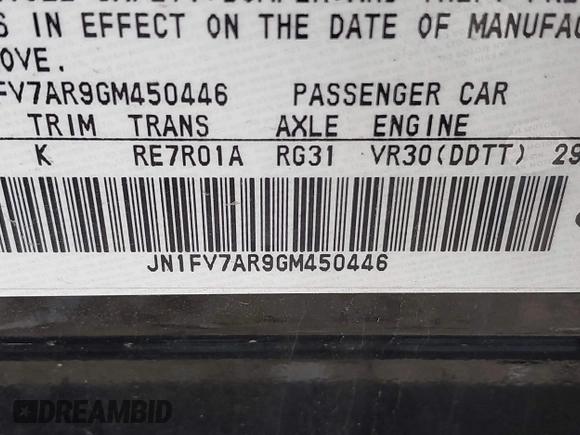 S IN EFFECT ON THE DATE OF MANUFAC
OVE.
FV7AR9GM450446 PASSENGER CAR
TRIM TRANS AXLE ENGINE
K RE7R01A RG31 VR30(DDTT) 29
JN1FV7AR9GM450446
DREAMBID